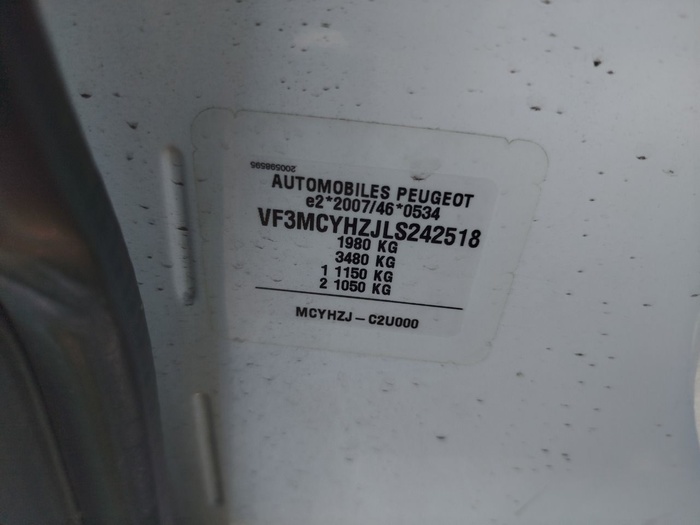 200598595
AUTOMOBILES PEUGEOT
e2*2007/46*0534
VF3MCYHZJLS242518
1980 KG
3480 KG
1 1150 KG
2 1050 KG
MCYHZJ-C2U000